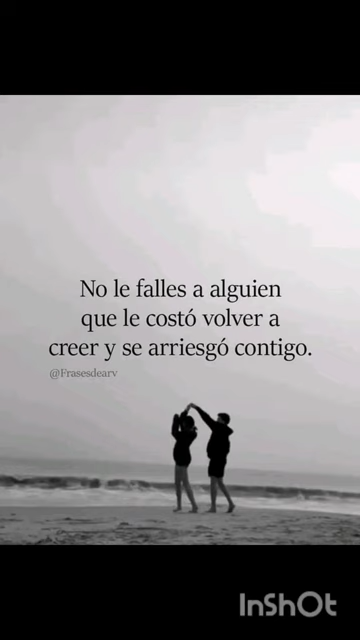 No le falles a alguien
que le costó volver a
creer y se arriesgó contigo.
@Frasesdearv
InShOt